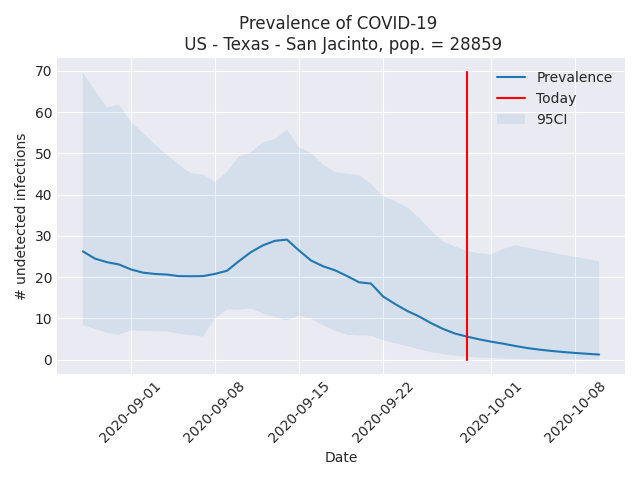 Prevalence of COVID-19
US - Texas - San Jacinto, pop. = 28859
70
60
50
40
30
20
10
0
# undetected infections
Prevalence
Today
95CI
2020-09-01
2020-09-08
2020-09-15
2020-09-22
2020-10-01
2020-10-08
Date